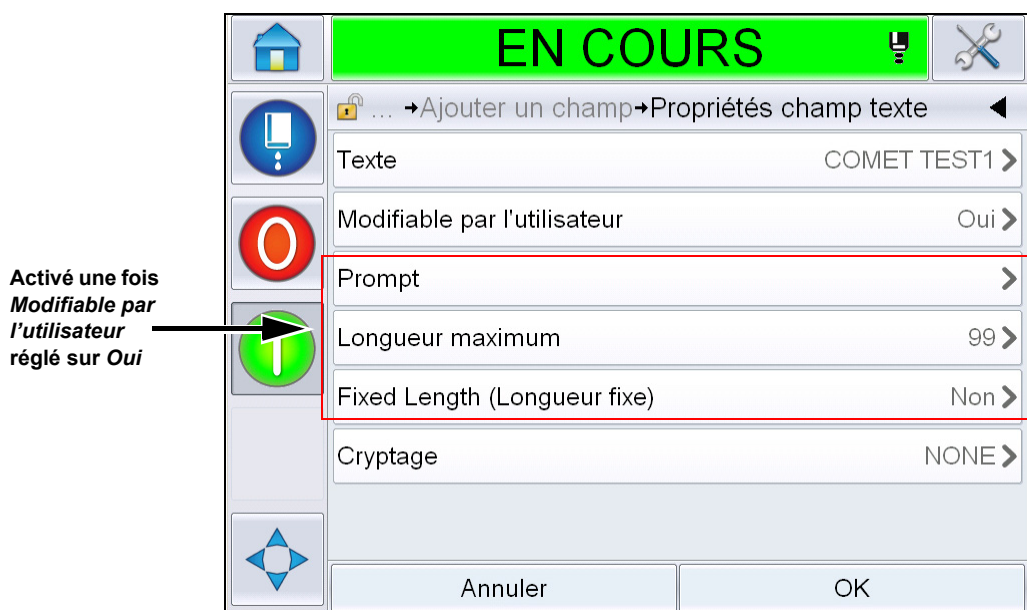 EN COURS
... →Ajouter un champ→Propriétés champ texte
Texte COMET TEST1
Modifiable par l'utilisateur Oui
Prompt
Longueur maximum 99
Fixed Length (Longueur fixe) Non
Cryptage NONE
Annuler OK
Activé une fois
Modifiable par
l’utilisateur
réglé sur Oui